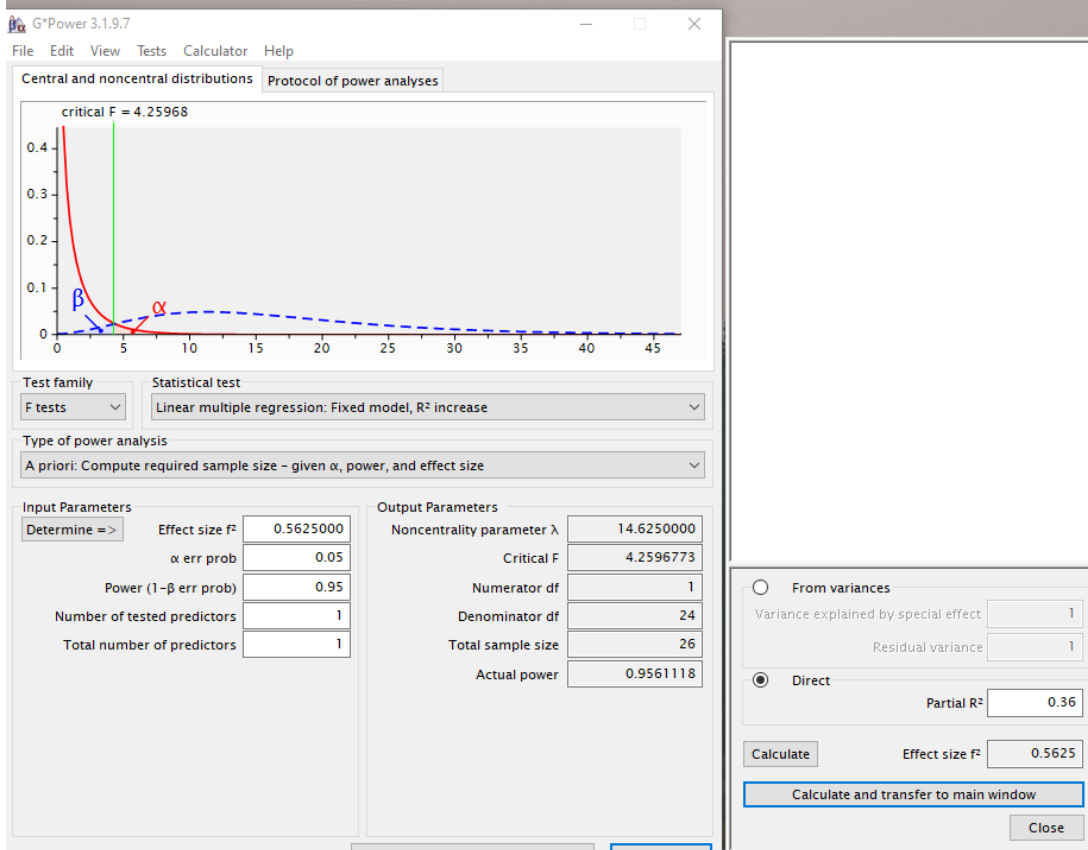 G*Power 3.1.9.7
File Edit View Tests Calculator Help
Central and noncentral distributions Protocol of power analyses
critical F = 4.25968
0.4
0.3
0.2
0.1
0
β α
0 5 10 15 20 25 30 35 40 45
Test family Statistical test
F tests Linear multiple regression: Fixed model, R² increase
Type of power analysis
A priori: Compute required sample size – given α, power, and effect size
Input Parameters
Determine =>
Effect size f² 0.5625000
α err prob 0.05
Power (1-β err prob) 0.95
Number of tested predictors 1
Total number of predictors 1
Output Parameters
Noncentrality parameter λ 14.6250000
Critical F 4.2596773
Numerator df 1
Denominator df 24
Total sample size 26
Actual power 0.9561118
From variances
Variance explained by special effect 1
Residual variance 1
Direct
Partial R² 0.36
Calculate Effect size f² 0.5625
Calculate and transfer to main window
Close